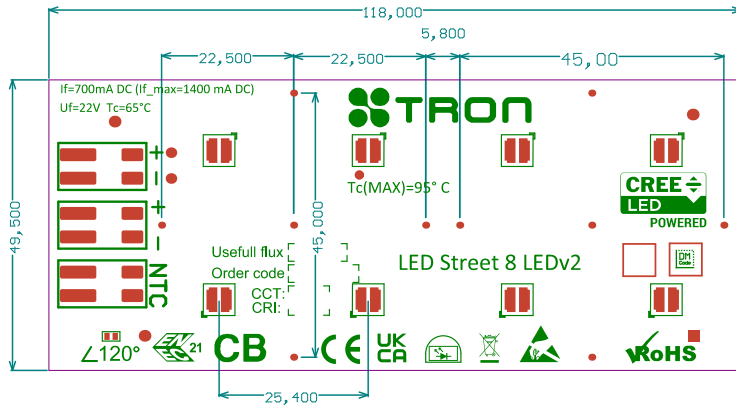 118,000
5,800
22,500
22,500
45,00
If=700mA DC (If_max=1400 mA DC)
Uf=22V Tc=65°C
TRON
+
−
Tc(MAX)=95° C
CREE
LED
POWERED
+
−
49,500
45,000
Usefull flux
Order code
CCT:
CRI:
LED Street 8 LEDv2
DM
Code
NTC
∠120°
21
CB
CE
UK
CA
RoHS
25,400